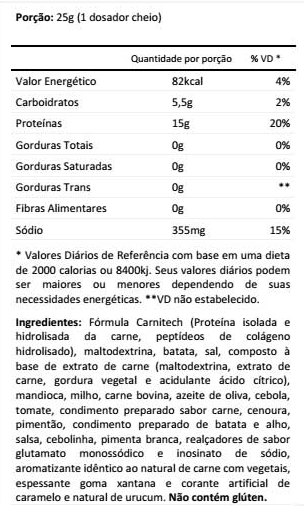 Porção: 25g (1 dosador cheio)
Quantidade por porção % VD *
Valor Energético 82kcal 4%
Carboidratos 5,5g 2%
Proteínas 15g 20%
Gorduras Totais 0g 0%
Gorduras Saturadas 0g 0%
Gorduras Trans 0g **
Fibras Alimentares 0g 0%
Sódio 355mg 15%
* Valores Diários de Referência com base em uma dieta
de 2000 calorias ou 8400kj. Seus valores diários podem
ser maiores ou menores dependendo de suas
necessidades energéticas. **VD não estabelecido.
Ingredientes: Fórmula Carnitech (Proteína isolada e
hidrolisada da carne, peptídeos de colágeno
hidrolisado), maltodextrina, batata, sal, composto à
base de extrato de carne (maltodextrina, extrato de
carne, gordura vegetal e acidulante ácido cítrico),
mandioca, milho, carne bovina, azeite de oliva, cebola,
tomate, condimento preparado sabor carne, cenoura,
pimentão, condimento preparado de batata e alho,
salsa, cebolinha, pimenta branca, realçadores de sabor
glutamato monossódico e inosinato de sódio,
aromatizante idêntico ao natural de carne com vegetais,
espessante goma xantana e corante artificial de
caramelo e natural de urucum. Não contém glúten.